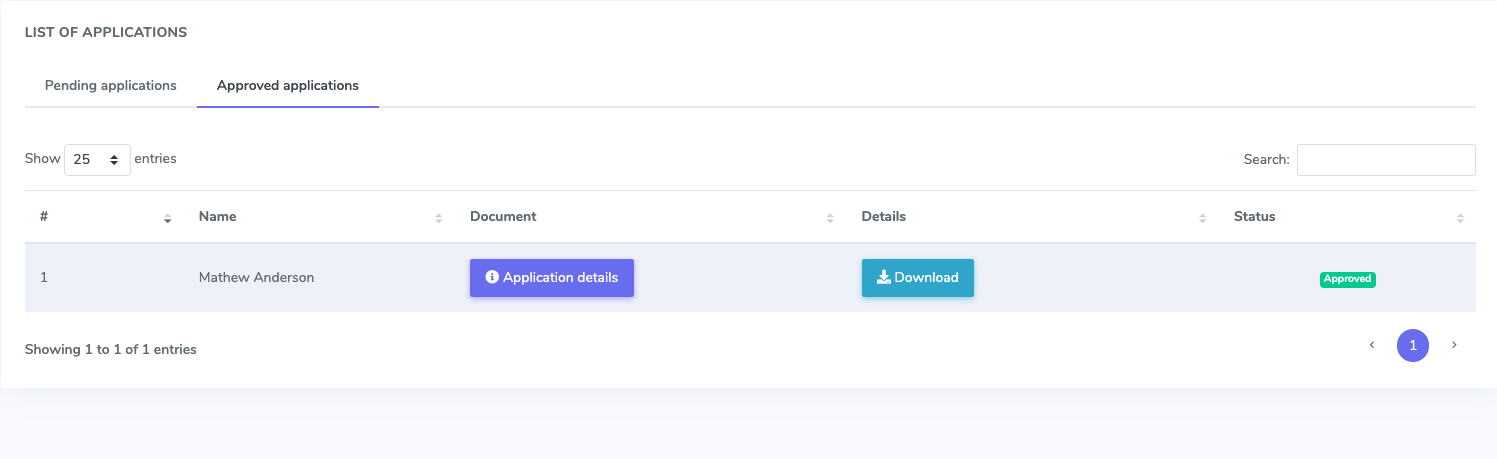 LIST OF APPLICATIONS
Pending applications Approved applications
Show 25 entries Search:
# Name Document Details Status
1 Mathew Anderson Application details Download Approved
Showing 1 to 1 of 1 entries ‹ 1 ›